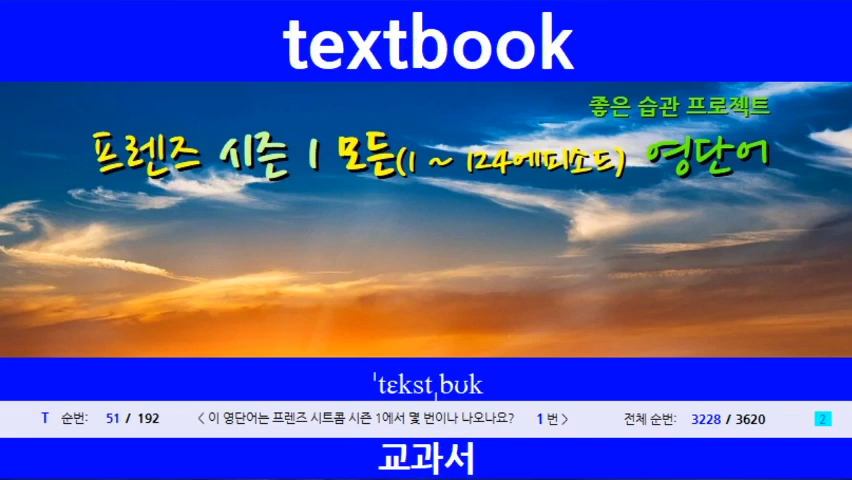 textbook
좋은 습관 프로젝트
프렌즈 시즌 1 모든(1 ~ 124에피소드) 영단어
ˈtɛkstˌbʊk
T 순번: 51 / 192 < 이 영단어는 프렌즈 시트콤 시즌 1에서 몇 번이나 나오나요? 1 번 > 전체 순번: 3228 / 3620 2
교과서